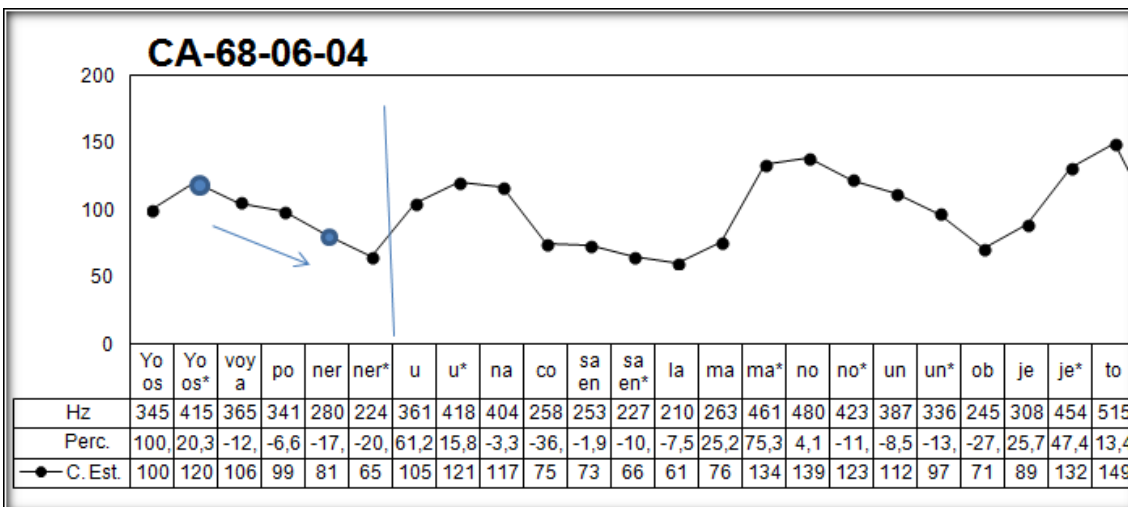 CA-68-06-04
200
150
100
50
0
Yo os Yo os* voy a po ner ner* u u* na co sa en sa en* la ma ma* no no* un un* ob je je* to
Hz 345 415 365 341 280 224 361 418 404 258 253 227 210 263 461 480 423 387 336 245 308 454 515
Perc. 100, 20,3 -12, -6,6 -17, -20, 61,2 15,8 -3,3 -36, -1,9 -10, -7,5 25,2 75,3 4,1 -11, -8,5 -13, -27, 25,7 47,4 13,4
C. Est. 100 120 106 99 81 65 105 121 117 75 73 66 61 76 134 139 123 112 97 71 89 132 149